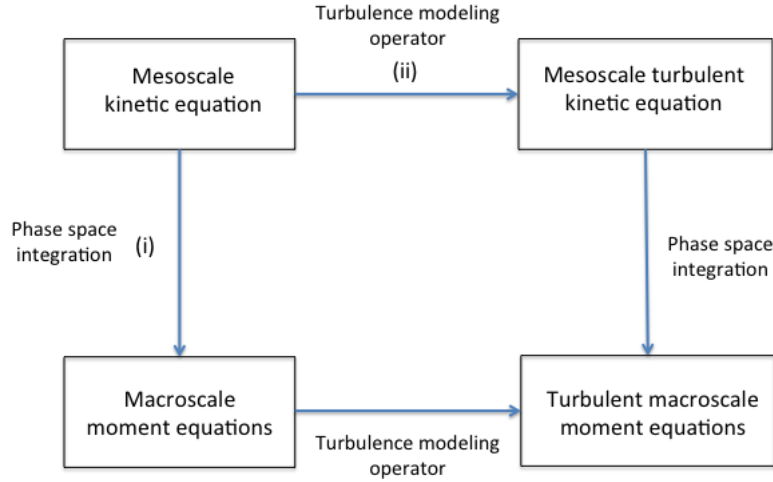 Turbulence modeling
operator
(ii)
Mesoscale
kinetic equation
Mesoscale turbulent
kinetic equation
Phase space
integration
(i)
Phase space
integration
Macroscale
moment equations
Turbulent macroscale
moment equations
Turbulence modeling
operator